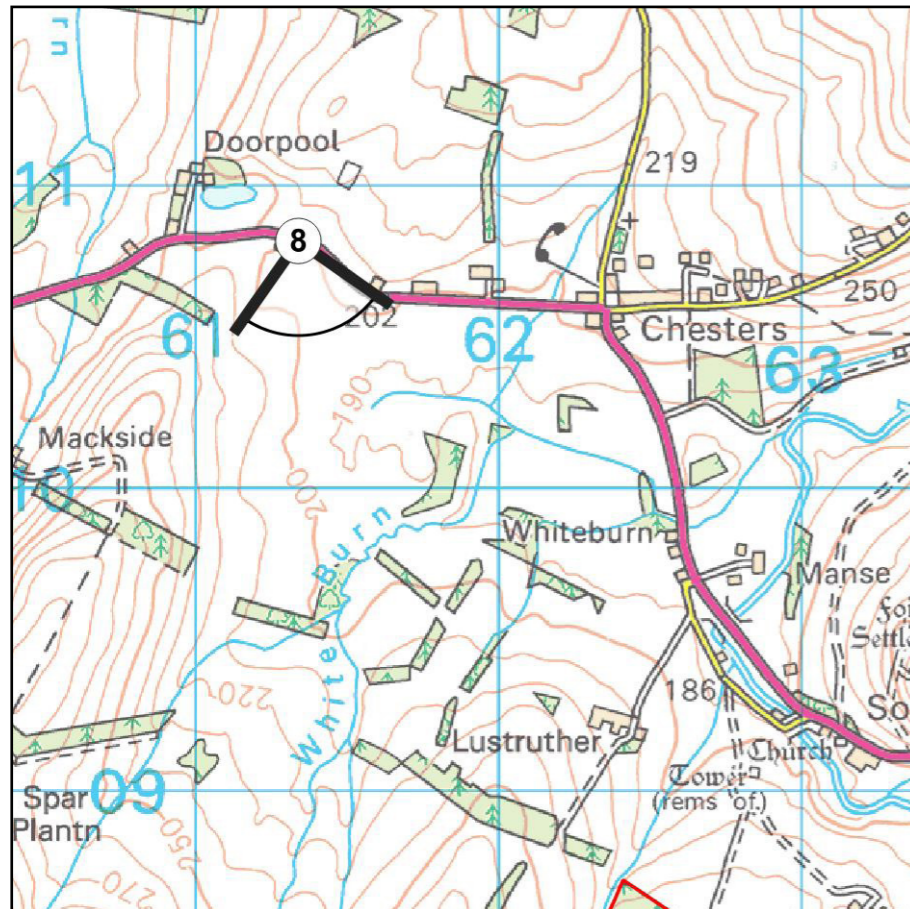 rn
Doorpool
11
8
219
202
250
61
62
Chesters
63
190
Mackside
200
10
Whiteburn
White Burn
Manse
220
186
Lustruther
Church
Tower
(rems of.)
09
Spar
Plantn
250
270